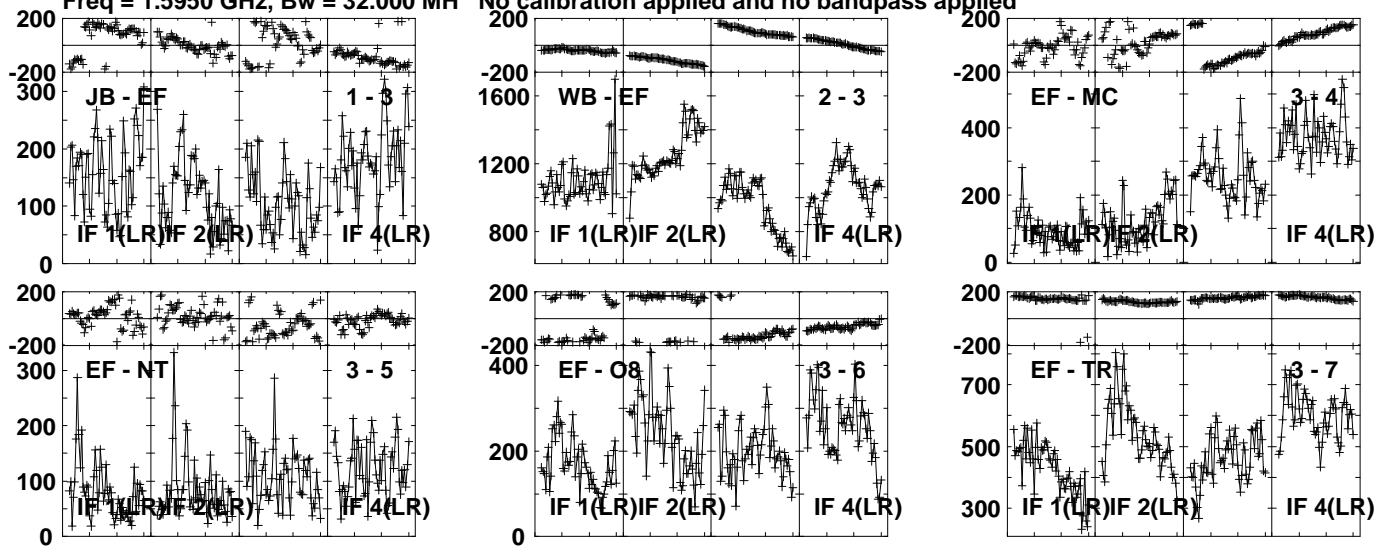 Freq = 1.5950 GHz, Bw = 32.000 MH No calibration applied and no bandpass applied
200
-200
300
200
100
0
JB - EF
1 - 3
IF 1(LR)
IF 2(LR)
IF 4(LR)
200
-200
1600
1200
800
WB - EF
2 - 3
IF 1(LR)
IF 2(LR)
IF 4(LR)
200
-200
400
200
0
EF - MC
3 - 4
IF 1(LR)
IF 2(LR)
IF 4(LR)
200
-200
300
200
100
0
EF - NT
3 - 5
IF 1(LR)
IF 2(LR)
IF 4(LR)
200
-200
400
200
0
EF - O8
3 - 6
IF 1(LR)
IF 2(LR)
IF 4(LR)
200
-200
700
500
300
EF - TR
3 - 7
IF 1(LR)
IF 2(LR)
IF 4(LR)